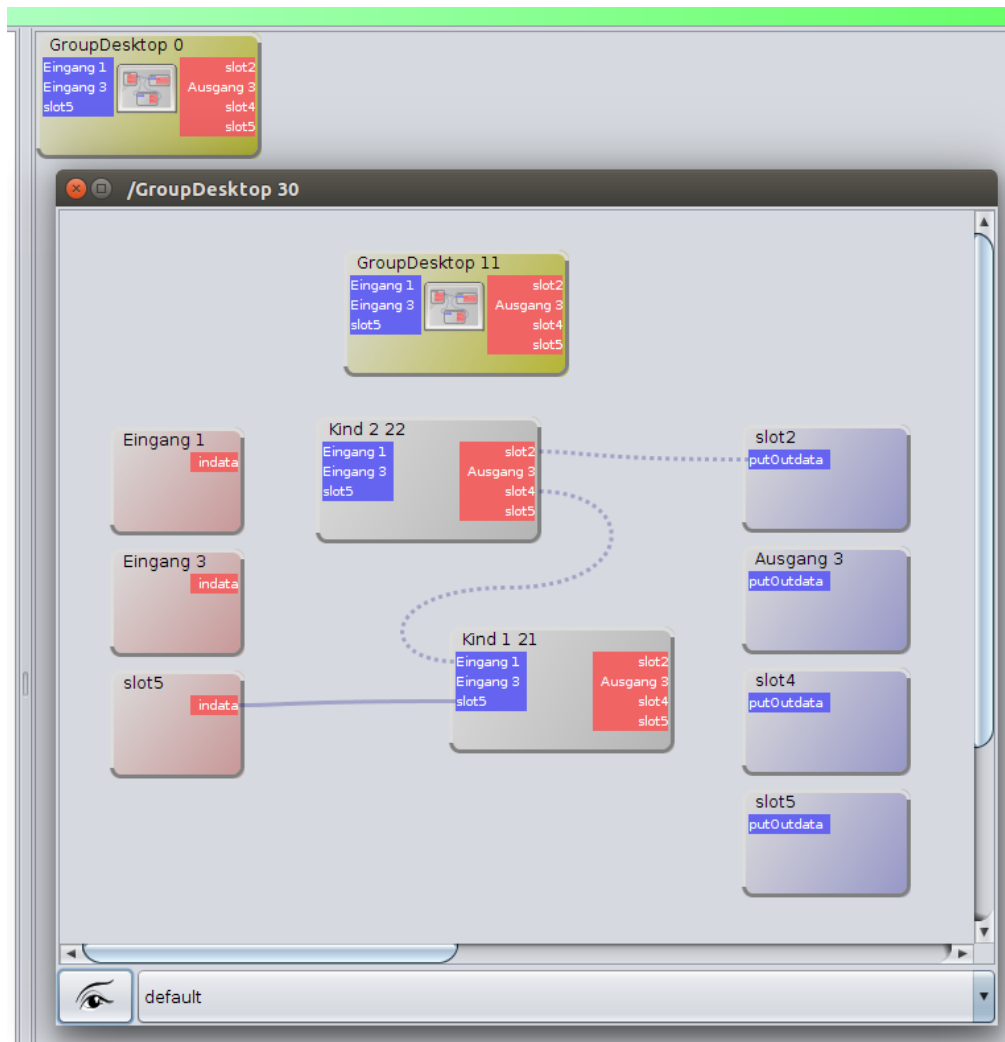 GroupDesktop 0
Eingang 1 slot2
Eingang 3 Ausgang 3
slot5 slot4
slot5
/GroupDesktop 30
GroupDesktop 11
Eingang 1 slot2
Eingang 3 Ausgang 3
slot5 slot4
slot5
Eingang 1
indata
Kind 2 22
Eingang 1 slot2
Eingang 3 Ausgang 3
slot5 slot4
slot5
slot2
putOutdata
Eingang 3
indata
Ausgang 3
putOutdata
slot5
indata
Kind 1 21
Eingang 1 slot2
Eingang 3 Ausgang 3
slot5 slot4
slot5
slot4
putOutdata
slot5
putOutdata
default